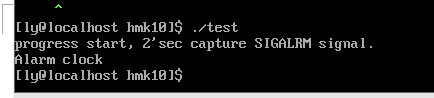 ^
[ly@localhost hmk10]$ ./test
progress start, 2'sec capture SIGALRM signal.
Alarm clock
[ly@localhost hmk10]$